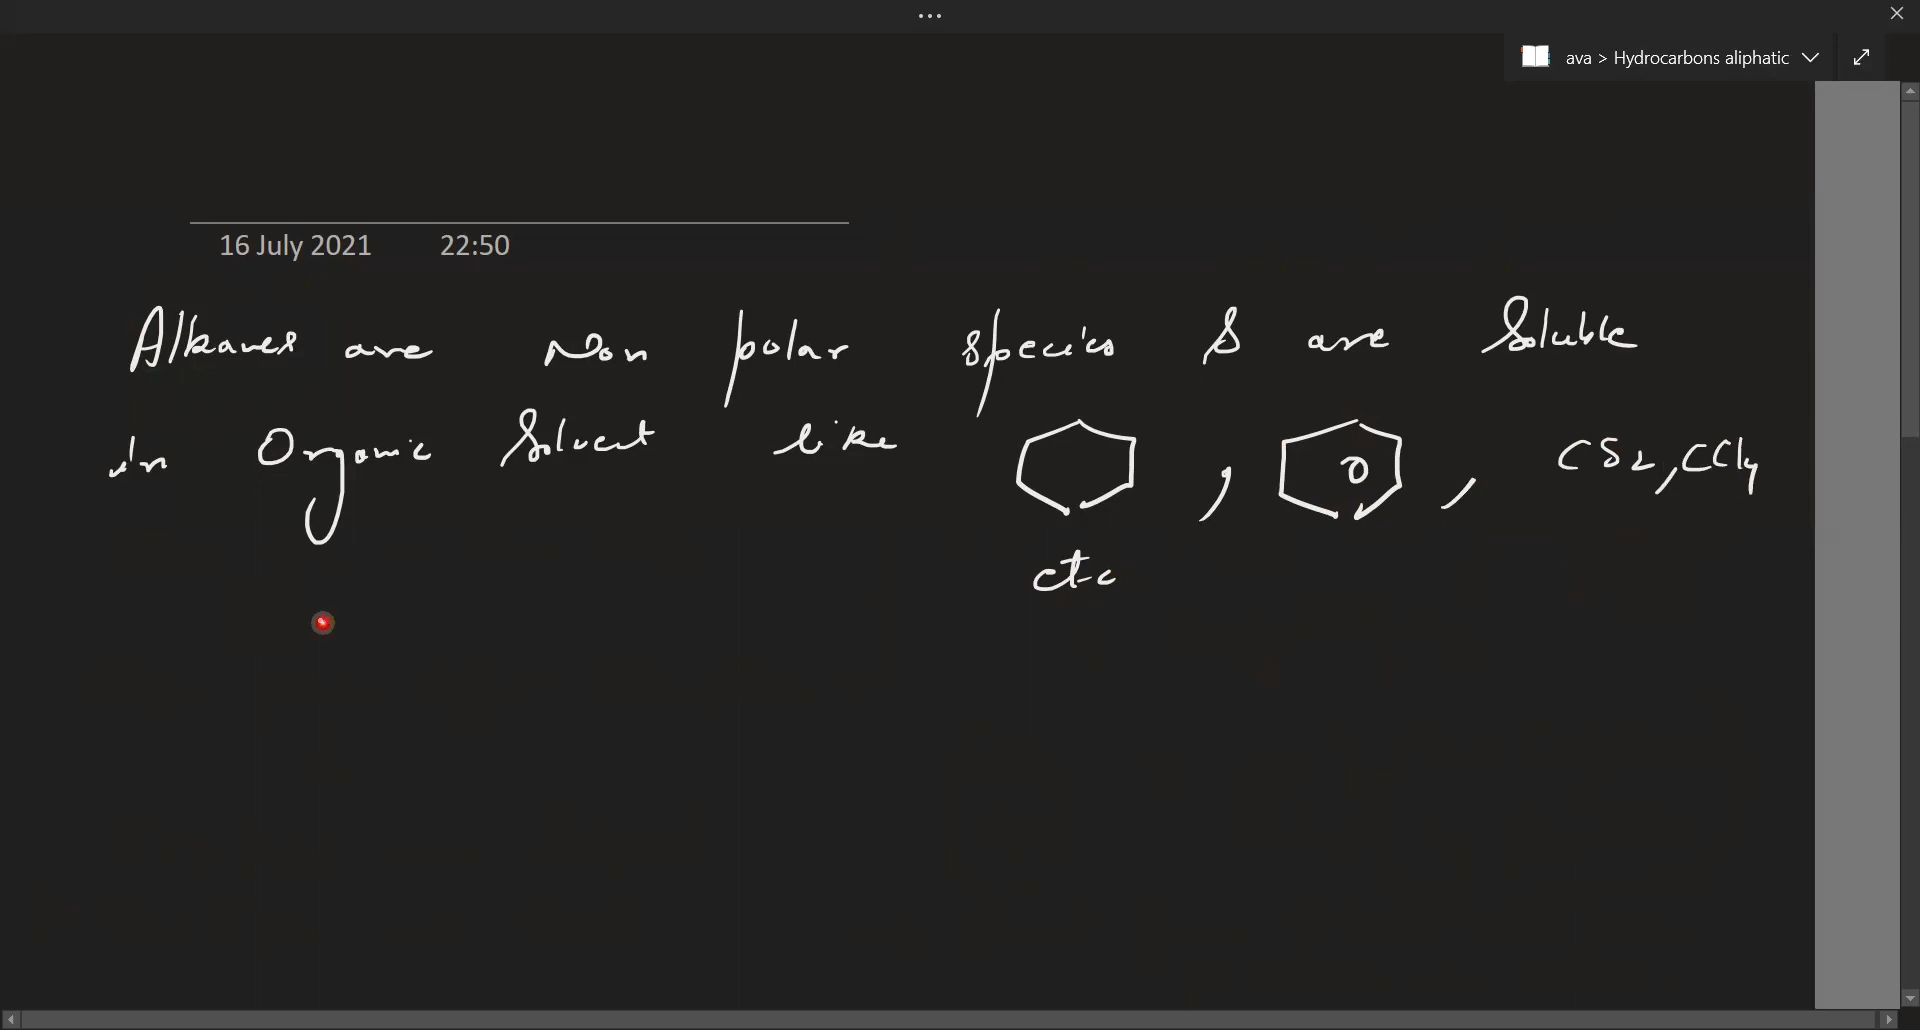 ...
ava > Hydrocarbons aliphatic
16 July 2021 22:50
Alkanes are Non polar species & are Soluble
in Organic Solvent like , , CS2, CCl4
etc